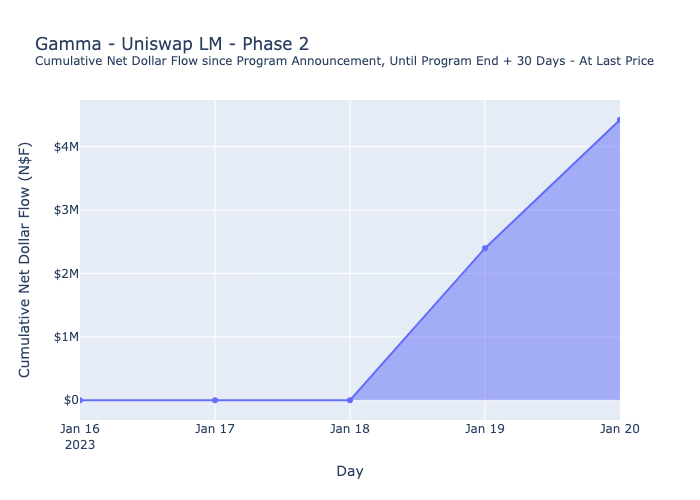 Gamma - Uniswap LM - Phase 2
Cumulative Net Dollar Flow since Program Announcement, Until Program End + 30 Days - At Last Price
Cumulative Net Dollar Flow (N$F)
$4M
$3M
$2M
$1M
$0
Jan 16
2023
Jan 17
Jan 18
Jan 19
Jan 20
Day